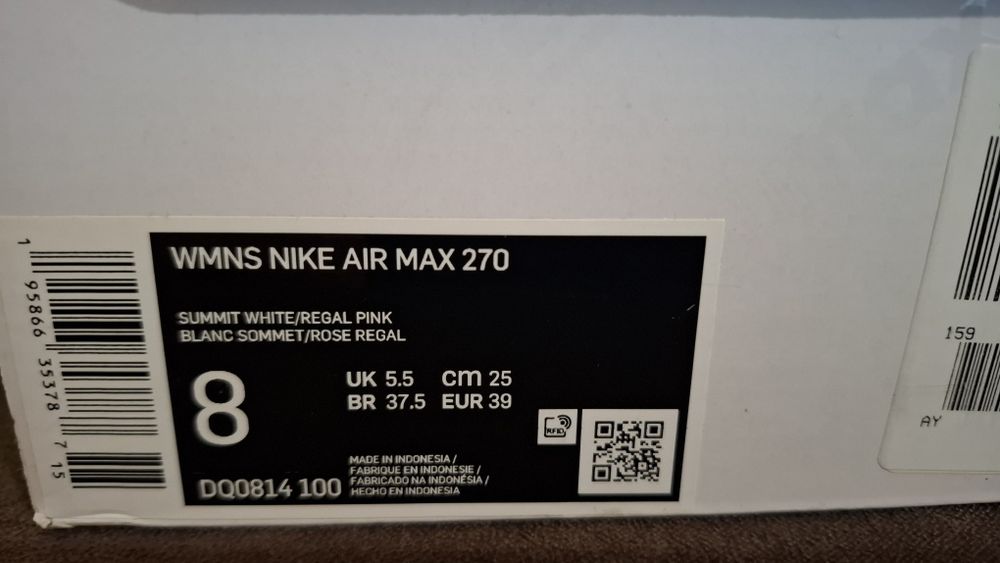 WMNS NIKE AIR MAX 270
SUMMIT WHITE/REGAL PINK
BLANC SOMMET/ROSE REGAL
8
UK 5.5 cm 25
BR 37.5 EUR 39
RFID
MADE IN INDONESIA /
FABRIQUE EN INDONESIE /
FABRICADO NA INDONÉSIA /
HECHO EN INDONESIA
DQ0814 100
1 95866 35378 7 15
159
AY